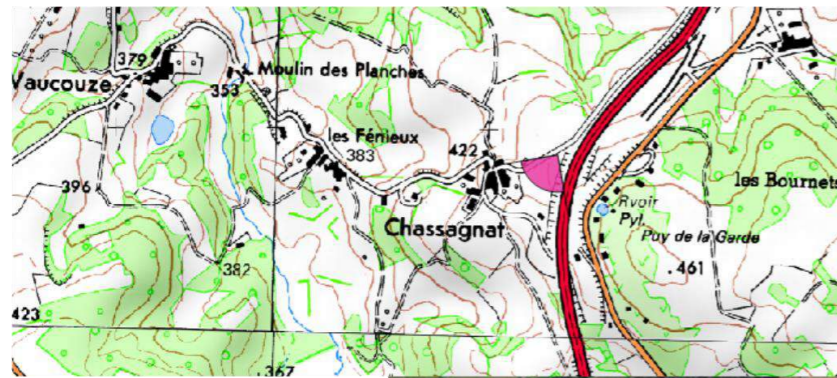 379
Vaucouze
Moulin des Planches
353
les Fénieux
383
422
396
les Bournets
Rvoir
Pyl.
Puy de la Garde
Chassagnat
382
.461
423
.367